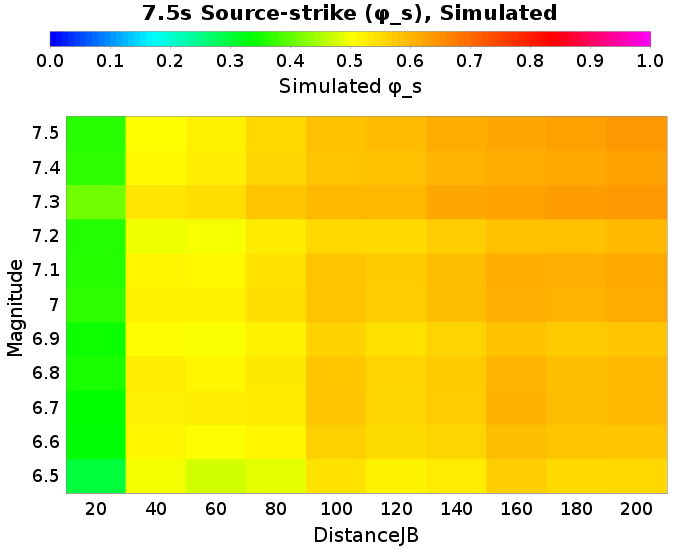 7.5s Source-strike (φ_s), Simulated
0.0 0.1 0.2 0.3 0.4 0.5 0.6 0.7 0.8 0.9 1.0
Simulated φ_s
7.5
7.4
7.3
7.2
7.1
7
6.9
6.8
6.7
6.6
6.5
Magnitude
20 40 60 80 100 120 140 160 180 200
DistanceJB